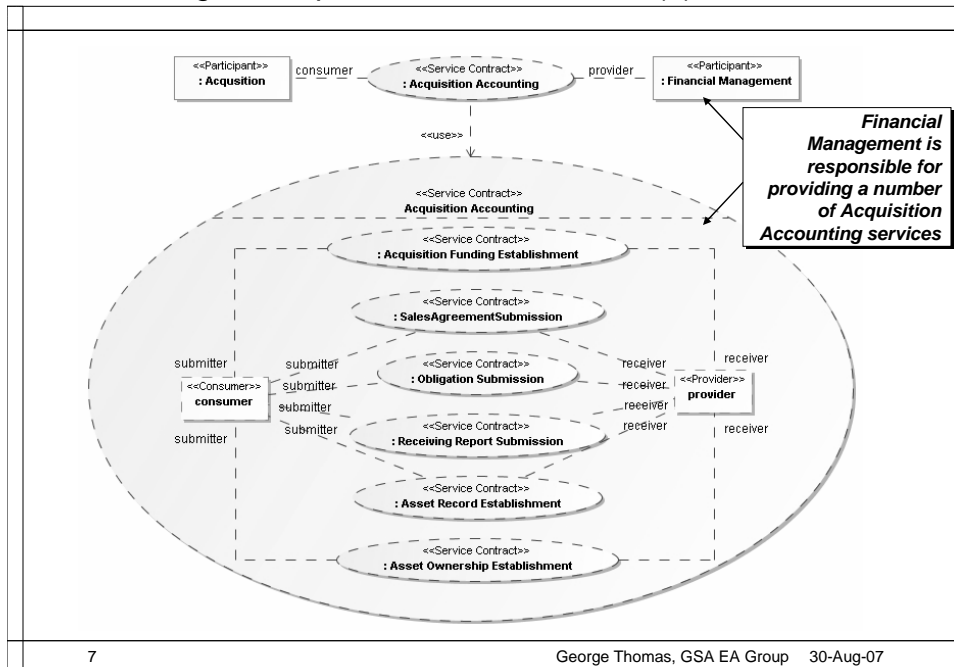 <<Participant>>
: Acqusition
consumer
<<Service Contract>>
: Acquisition Accounting
provider
<<Participant>>
: Financial Management
<<use>>
Financial
Management is
responsible for
providing a number
of Acquisition
Accounting services
<<Service Contract>>
Acquisition Accounting
<<Service Contract>>
: Acquisition Funding Establishment
<<Service Contract>>
: SalesAgreementSubmission
submitter
submitter
receiver
receiver
<<Service Contract>>
: Obligation Submission
<<Consumer>>
consumer
submitter
receiver
<<Provider>>
provider
submitter
receiver
submitter
submitter
receiver
receiver
<<Service Contract>>
: Receiving Report Submission
<<Service Contract>>
: Asset Record Establishment
<<Service Contract>>
: Asset Ownership Establishment
7
George Thomas, GSA EA Group 30-Aug-07